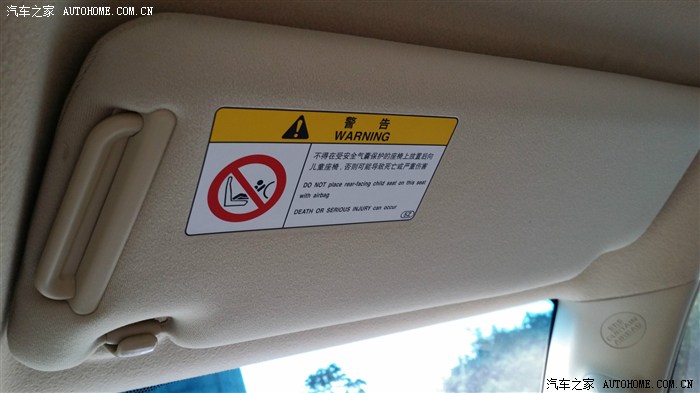 汽车之家 AUTOHOME.COM.CN
警 告
WARNING
不得在受安全气囊保护的座椅上放置后向
儿童座椅，否则可能导致死亡或严重伤害
DO NOT place rear-facing child seat on this seat
with airbag
DEATH OR SERIOUS INJURY can occur
汽车之家 AUTOHOME.COM.CN